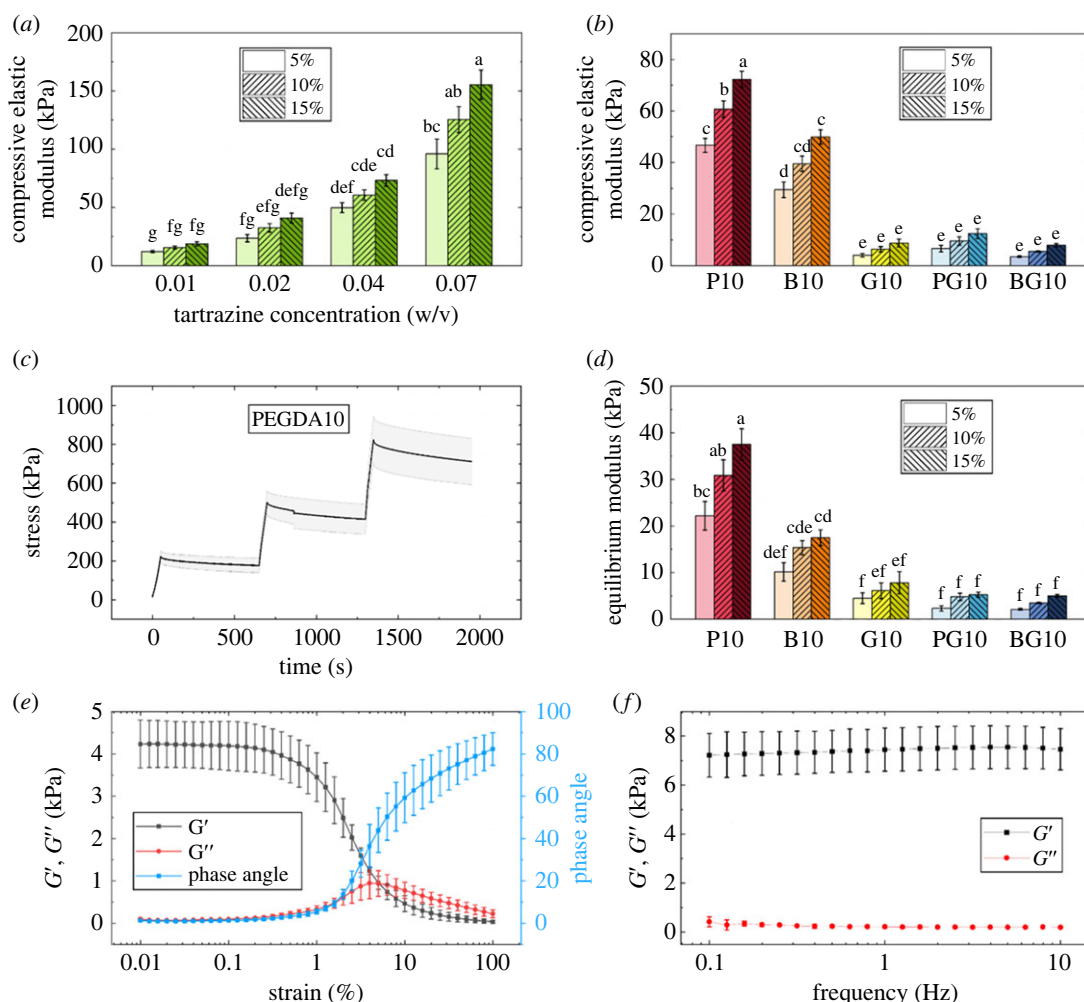 (a)
compressive elastic
modulus (kPa)
200
150
100
50
0
5%
10%
15%
g fg fg
fg efg defg
def cde cd
bc ab a
0.01 0.02 0.04 0.07
tartrazine concentration (w/v)
(b)
compressive elastic
modulus (kPa)
80
60
40
20
0
5%
10%
15%
c b a
d cd c
e e e
e e e
e e e
P10 B10 G10 PG10 BG10
(c)
stress (kPa)
1000
800
600
400
200
0
PEGDA10
0 500 1000 1500 2000
time (s)
(d)
equilibrium modulus (kPa)
50
40
30
20
10
0
5%
10%
15%
bc ab a
def cde cd
f ef ef
f f f
f f f
P10 B10 G10 PG10 BG10
(e)
G′, G″ (kPa)
5
4
3
2
1
0
G′
G″
phase angle
100
80
60
40
20
0
phase angle
0.01 0.1 1 10 100
strain (%)
(f)
G′, G″ (kPa)
8
6
4
2
0
G′
G″
0.1 1 10
frequency (Hz)